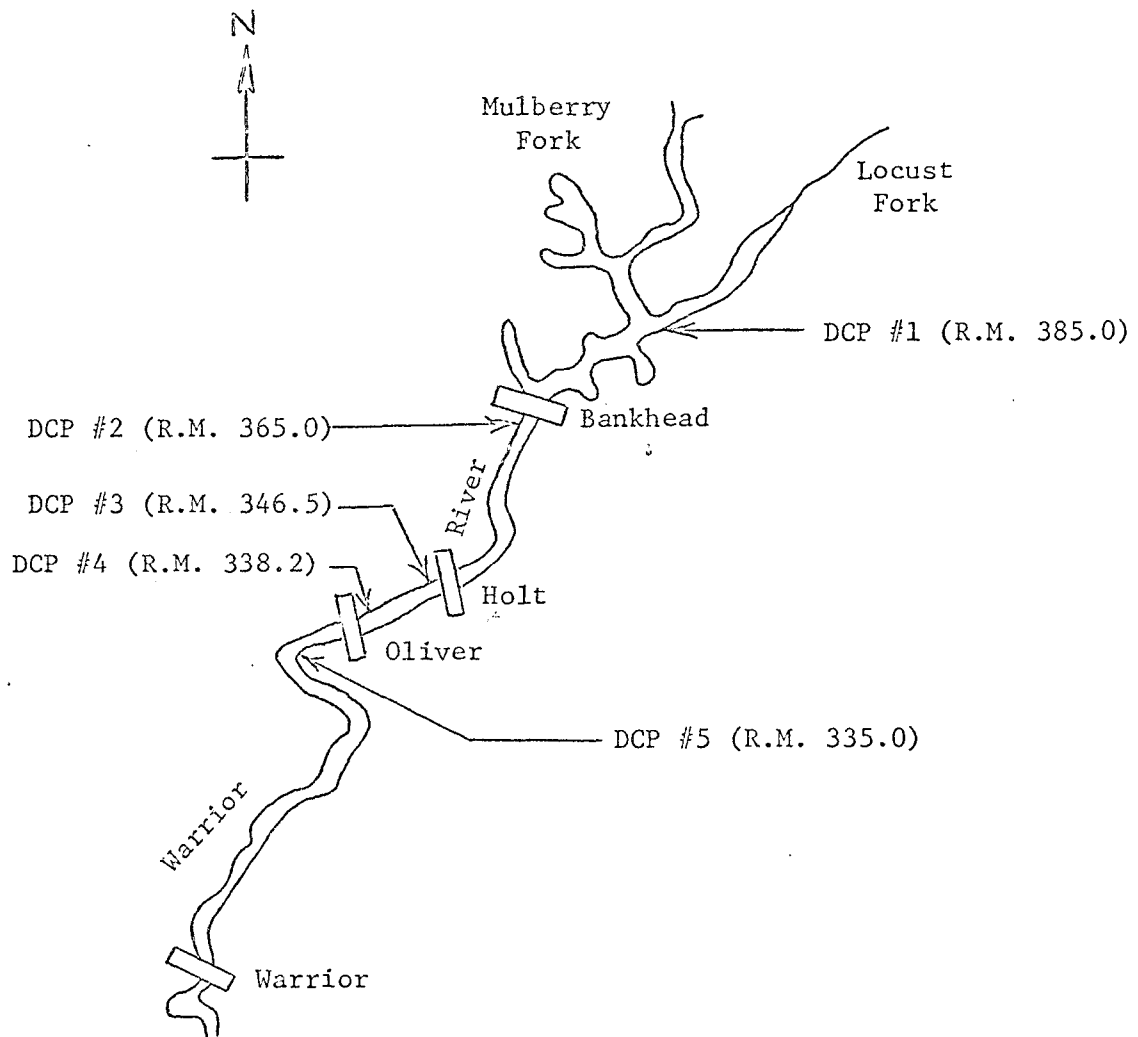 N
Mulberry
Fork
Locust
Fork
DCP #1 (R.M. 385.0)
Bankhead
DCP #2 (R.M. 365.0)
River
DCP #3 (R.M. 346.5)
DCP #4 (R.M. 338.2)
Holt
Oliver
DCP #5 (R.M. 335.0)
Warrior
Warrior